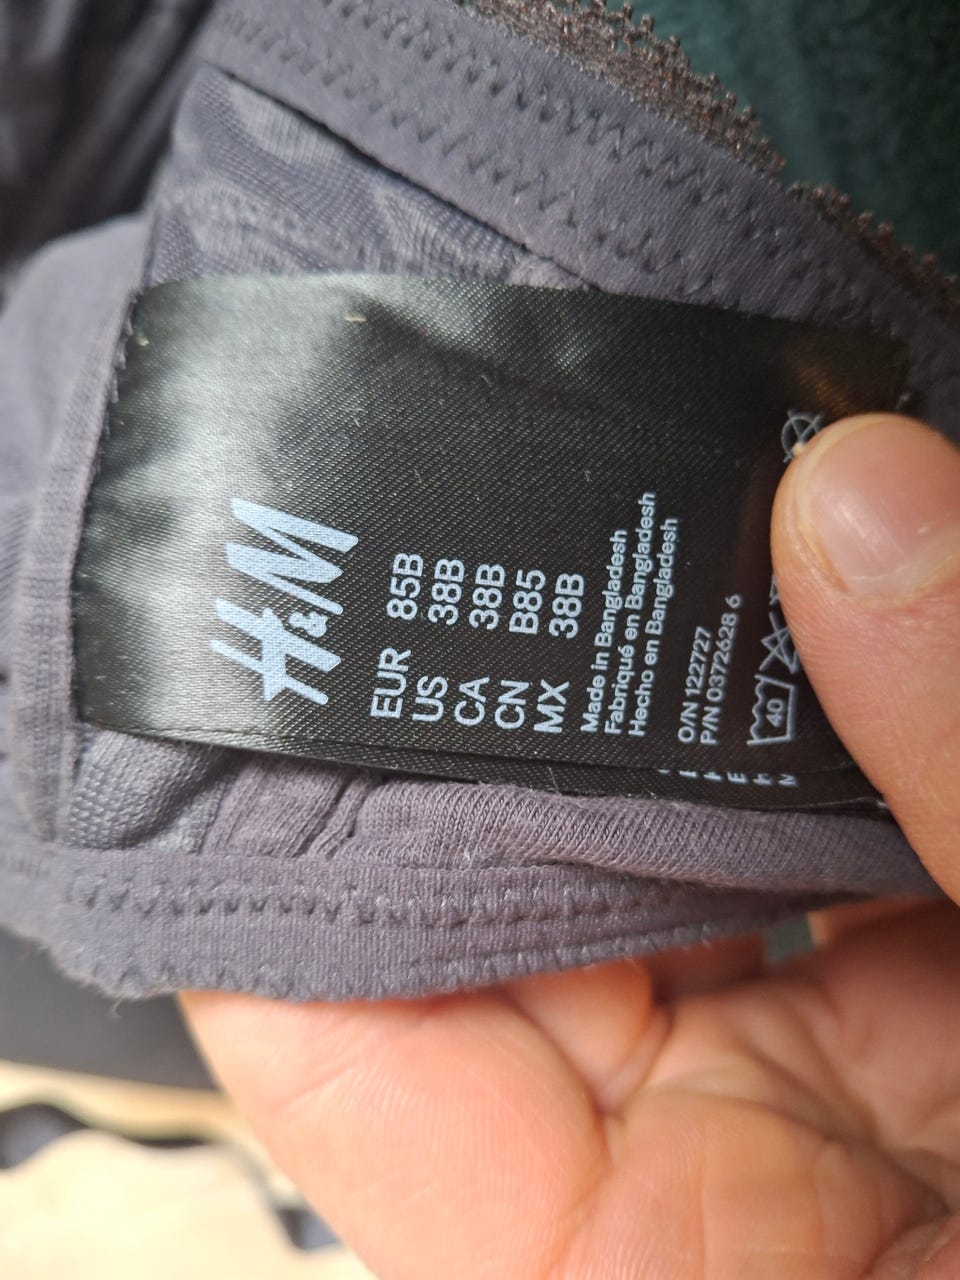 H&M
EUR 85B
US 38B
CA 38B
CN B85
MX 38B
Made in Bangladesh
Fabriqué en Bangladesh
Hecho en Bangladesh
O/N 122727
P/N 0372628 6
40